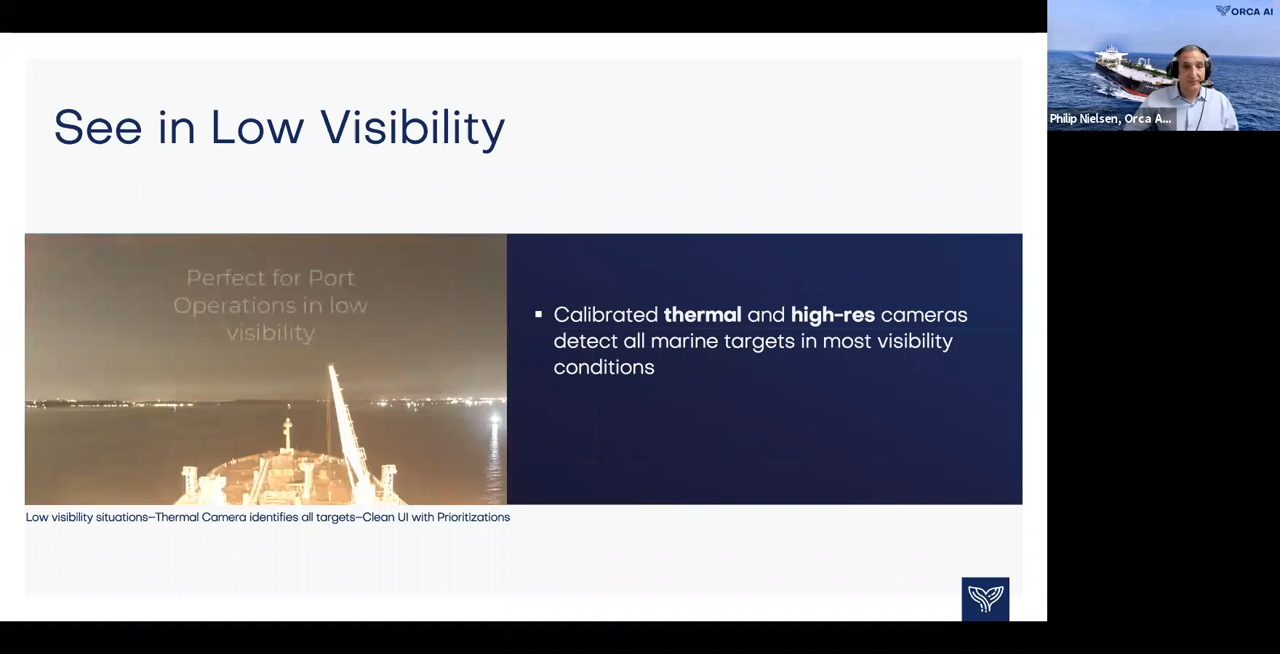 See in Low Visibility
Perfect for Port
Operations in low
visibility
▪ Calibrated thermal and high-res cameras
detect all marine targets in most visibility
conditions
Low visibility situations–Thermal Camera identifies all targets–Clean UI with Prioritizations
ORCA AI
Philip Nielsen, Orca A...